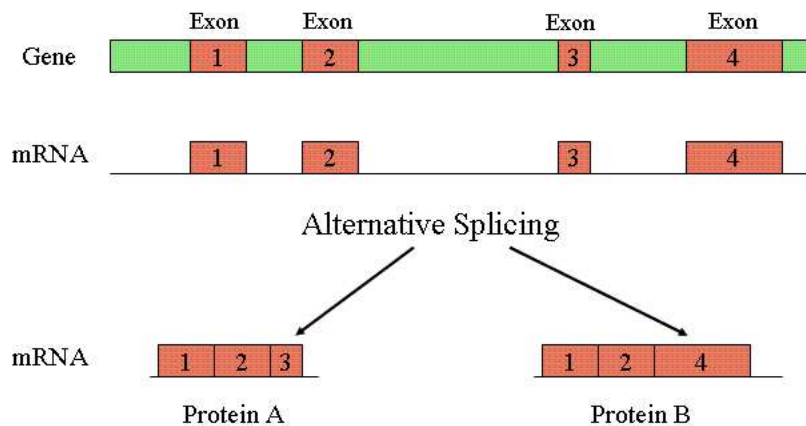 Exon Exon Exon Exon
Gene 1 2 3 4
mRNA 1 2 3 4
Alternative Splicing
mRNA 1 2 3 1 2 4
Protein A Protein B